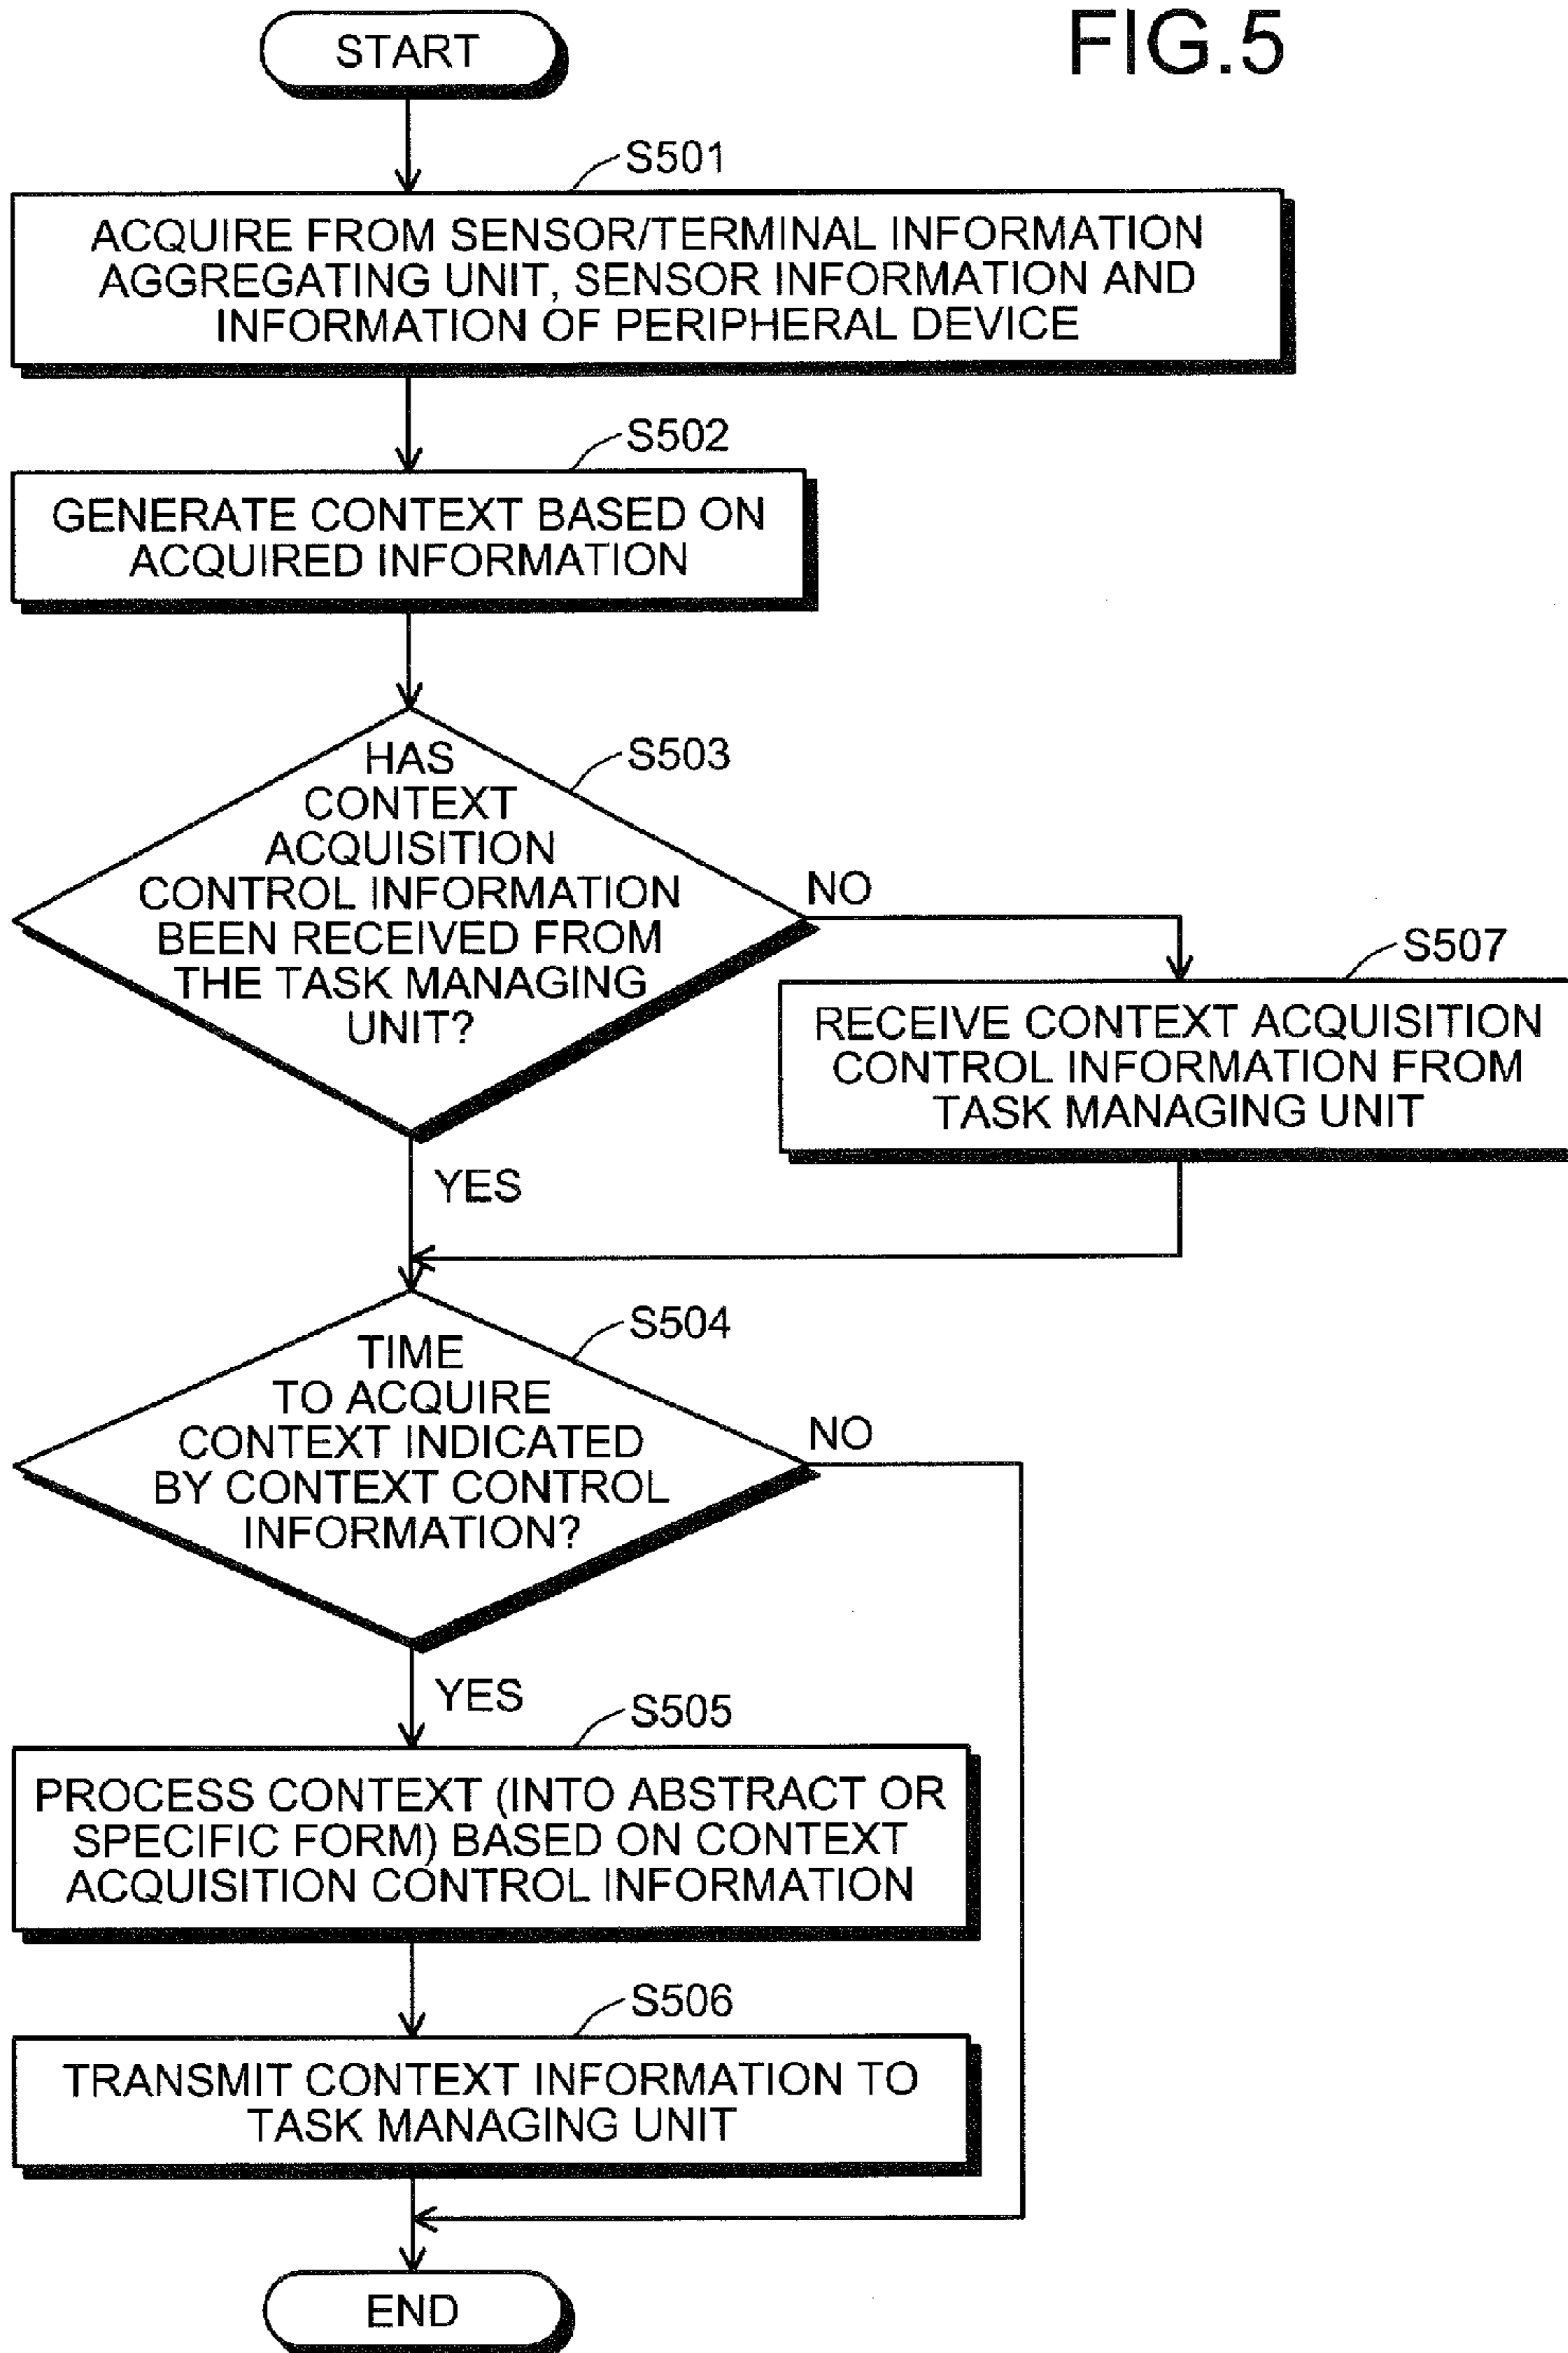 FIG.5
START
S501
ACQUIRE FROM SENSOR/TERMINAL INFORMATION
AGGREGATING UNIT, SENSOR INFORMATION AND
INFORMATION OF PERIPHERAL DEVICE
S502
GENERATE CONTEXT BASED ON
ACQUIRED INFORMATION
S503
HAS
CONTEXT
ACQUISITION
CONTROL INFORMATION
BEEN RECEIVED FROM
THE TASK MANAGING
UNIT?
NO
S507
RECEIVE CONTEXT ACQUISITION
CONTROL INFORMATION FROM
TASK MANAGING UNIT
YES
S504
TIME
TO ACQUIRE
CONTEXT INDICATED
BY CONTEXT CONTROL
INFORMATION?
NO
YES
S505
PROCESS CONTEXT (INTO ABSTRACT OR
SPECIFIC FORM) BASED ON CONTEXT
ACQUISITION CONTROL INFORMATION
S506
TRANSMIT CONTEXT INFORMATION TO
TASK MANAGING UNIT
END